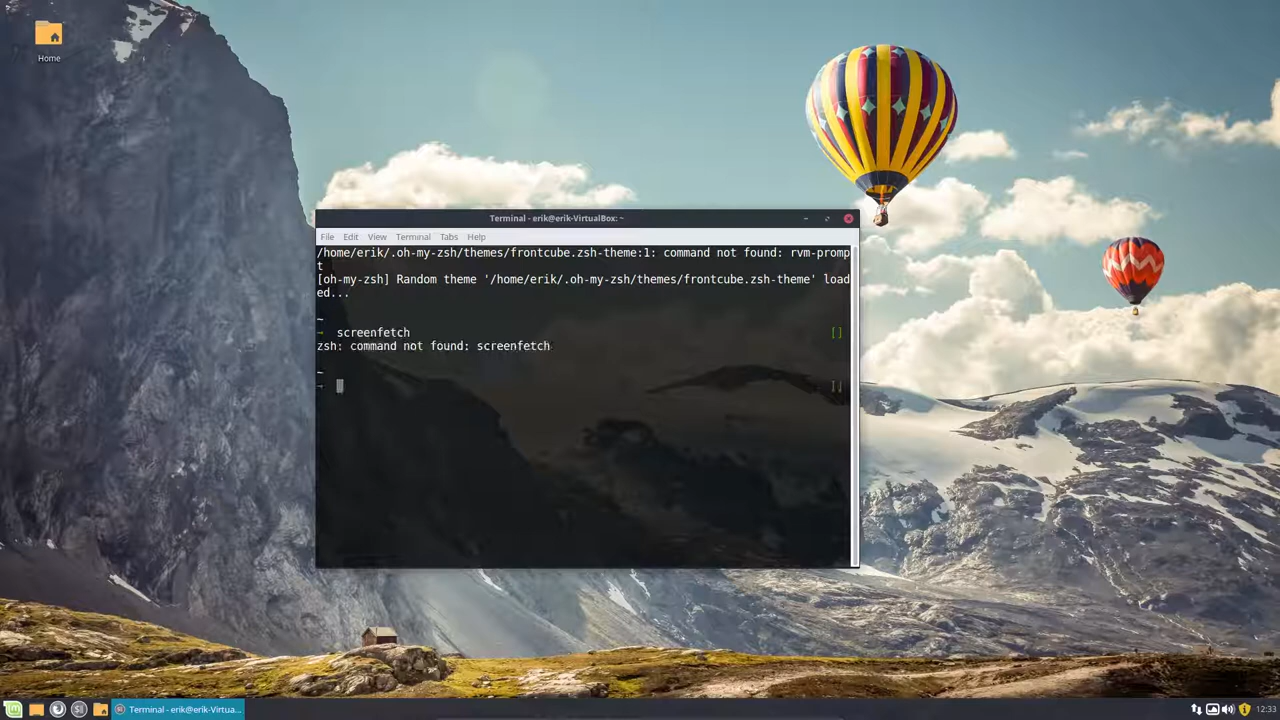 Home
Terminal - erik@erik-VirtualBox: ~
File Edit View Terminal Tabs Help
/home/erik/.oh-my-zsh/themes/frontcube.zsh-theme:1: command not found: rvm-promp
t
[oh-my-zsh] Random theme '/home/erik/.oh-my-zsh/themes/frontcube.zsh-theme' load
ed...
~
→ screenfetch []
zsh: command not found: screenfetch
~
→ []
Terminal - erik@erik-Virtua...
12:33